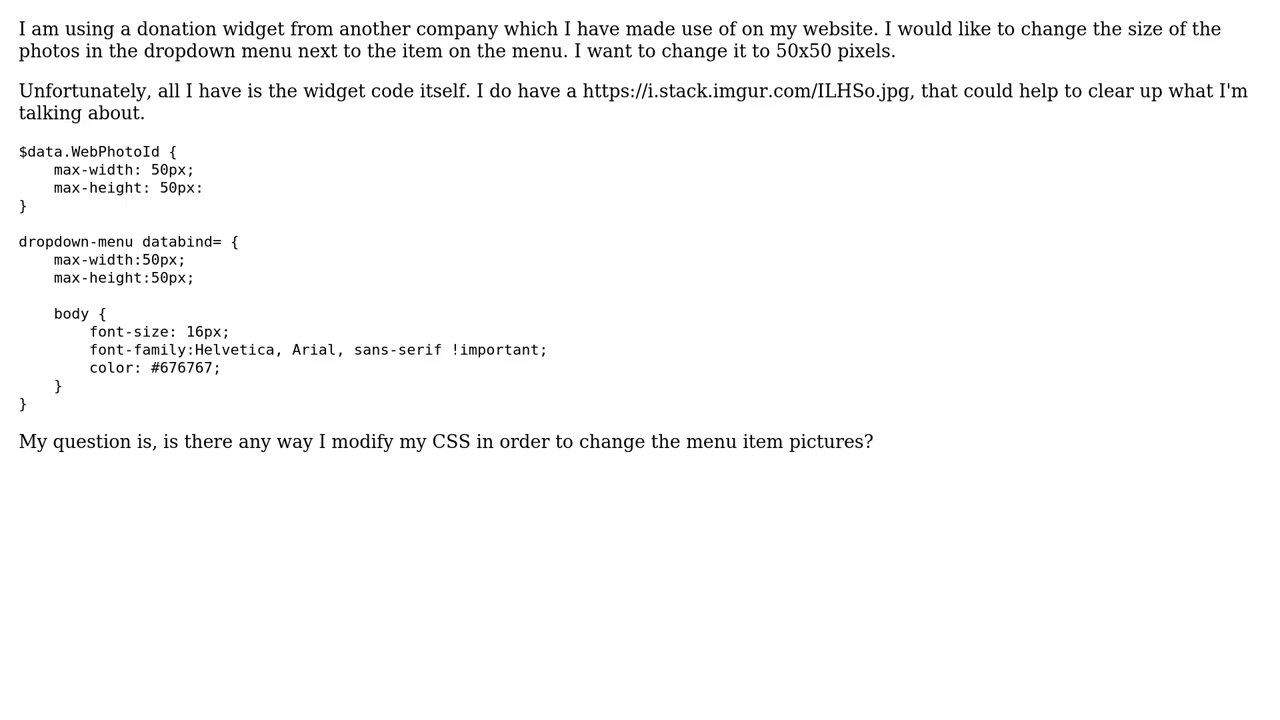 I am using a donation widget from another company which I have made use of on my website. I would like to change the size of the
photos in the dropdown menu next to the item on the menu. I want to change it to 50x50 pixels.
Unfortunately, all I have is the widget code itself. I do have a https://i.stack.imgur.com/ILHSo.jpg, that could help to clear up what I'm
talking about.
$data.WebPhotoId {
    max-width: 50px;
    max-height: 50px:
}
dropdown-menu databind= {
    max-width:50px;
    max-height:50px;
    body {
        font-size: 16px;
        font-family:Helvetica, Arial, sans-serif !important;
        color: #676767;
    }
}
My question is, is there any way I modify my CSS in order to change the menu item pictures?